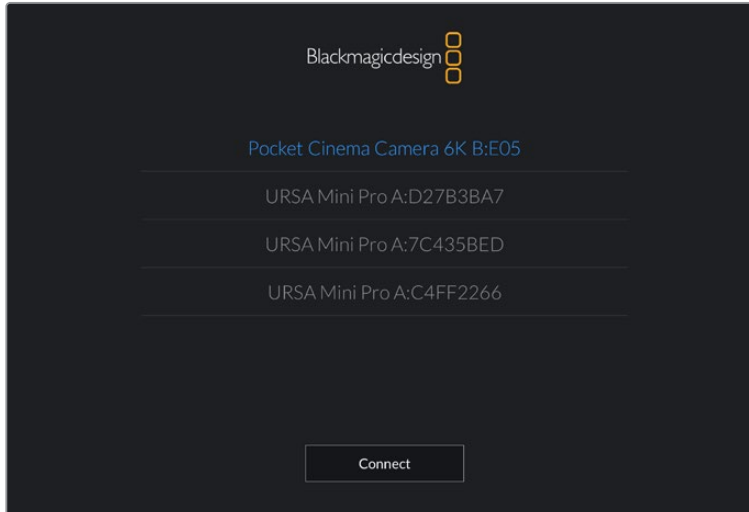 Blackmagicdesign
Pocket Cinema Camera 6K B:E05
URSA Mini Pro A:D27B3BA7
URSA Mini Pro A:7C435BED
URSA Mini Pro A:C4FF2266
Connect